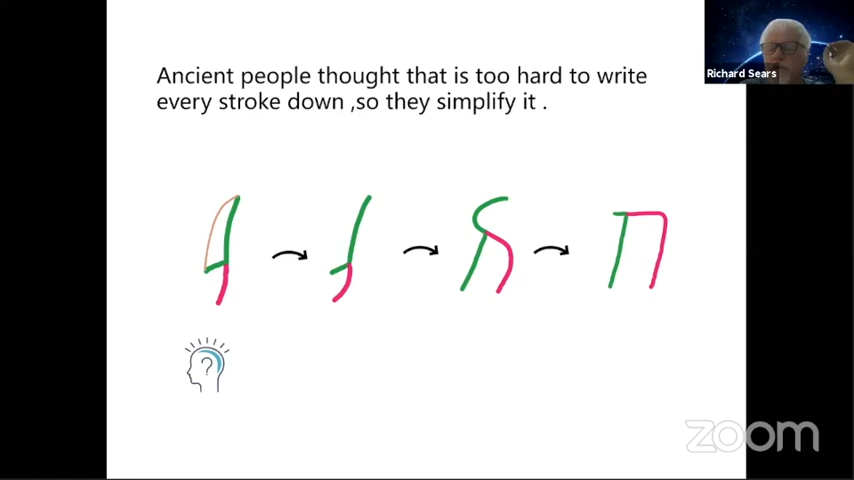 Ancient people thought that is too hard to write
every stroke down ,so they simplify it .
Richard Sears
?
zoom